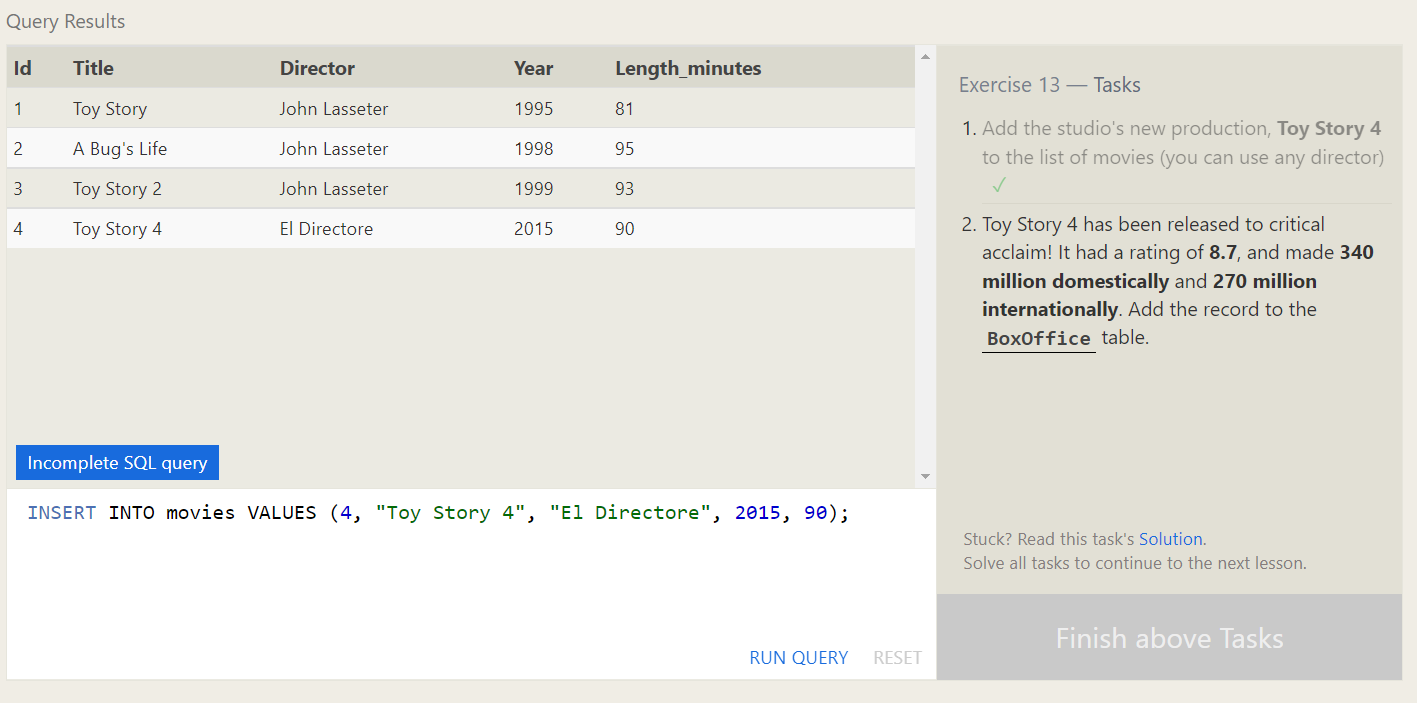 Query Results
Id Title Director Year Length_minutes
1 Toy Story John Lasseter 1995 81
2 A Bug's Life John Lasseter 1998 95
3 Toy Story 2 John Lasseter 1999 93
4 Toy Story 4 El Directore 2015 90
Incomplete SQL query
INSERT INTO movies VALUES (4, "Toy Story 4", "El Directore", 2015, 90);
RUN QUERY RESET
Exercise 13 — Tasks
1. Add the studio's new production, Toy Story 4
to the list of movies (you can use any director)
✓
2. Toy Story 4 has been released to critical
acclaim! It had a rating of 8.7, and made 340
million domestically and 270 million
internationally. Add the record to the
BoxOffice table.
Stuck? Read this task's Solution.
Solve all tasks to continue to the next lesson.
Finish above Tasks